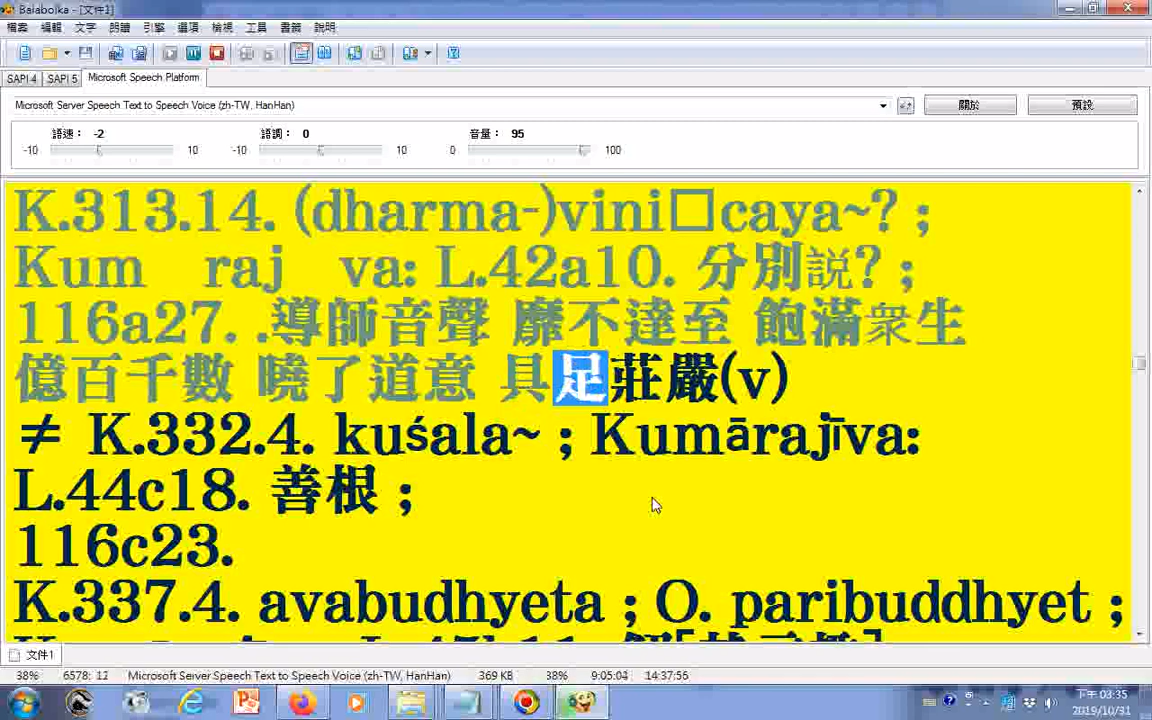 Balabolka - [文件1]
檔案 編輯 文字 朗讀 引擎 選項 檢視 工具 書籤 說明
SAPI 4 SAPI 5 Microsoft Speech Platform
Microsoft Server Speech Text to Speech Voice (zh-TW, HanHan) 關於 預設
語速： -2 語調： 0 音量： 95
-10 10 -10 10 0 100
K.313.14. (dharma-)vini□caya~? ;
Kum raj va: L.42a10. 分別説? ;
116a27. .導師音聲 靡不達至 飽滿衆生
億百千數 曉了道意 具足莊嚴(v)
≠ K.332.4. kuśala~ ; Kumārajīva:
L.44c18. 善根 ;
116c23.
K.337.4. avabudhyeta ; O. paribuddhyet ;
文件1
38% 6578: 12 Microsoft Server Speech Text to Speech Voice (zh-TW, HanHan) 369 KB 38% 9:05:04 14:37:55
下午 03:35
2019/10/31